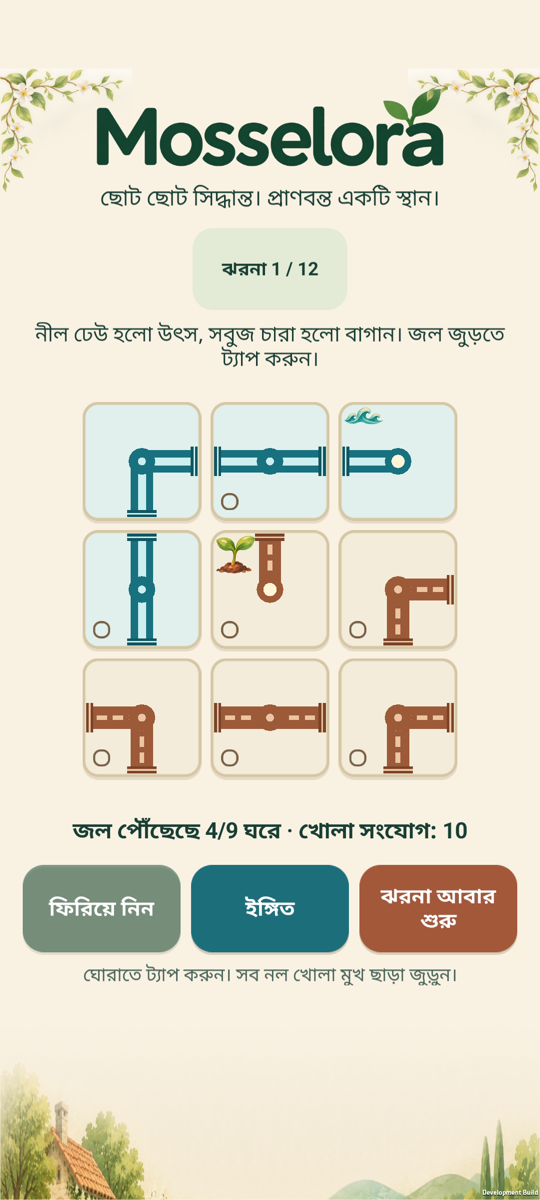 Mosselora
ছোট ছোট সিদ্ধান্ত। প্রাণবন্ত একটি স্থান।
ঝরনা 1 / 12
নীল ঢেউ হলো উৎস, সবুজ চারা হলো বাগান। জল জুড়তে
ট্যাপ করুন।
জল পৌঁছেছে 4/9 ঘরে · খোলা সংযোগ: 10
ফিরিয়ে নিন
ইঙ্গিত
ঝরনা আবার
শুরু
ঘোরাতে ট্যাপ করুন। সব নল খোলা মুখ ছাড়া জুড়ুন।
Development Build